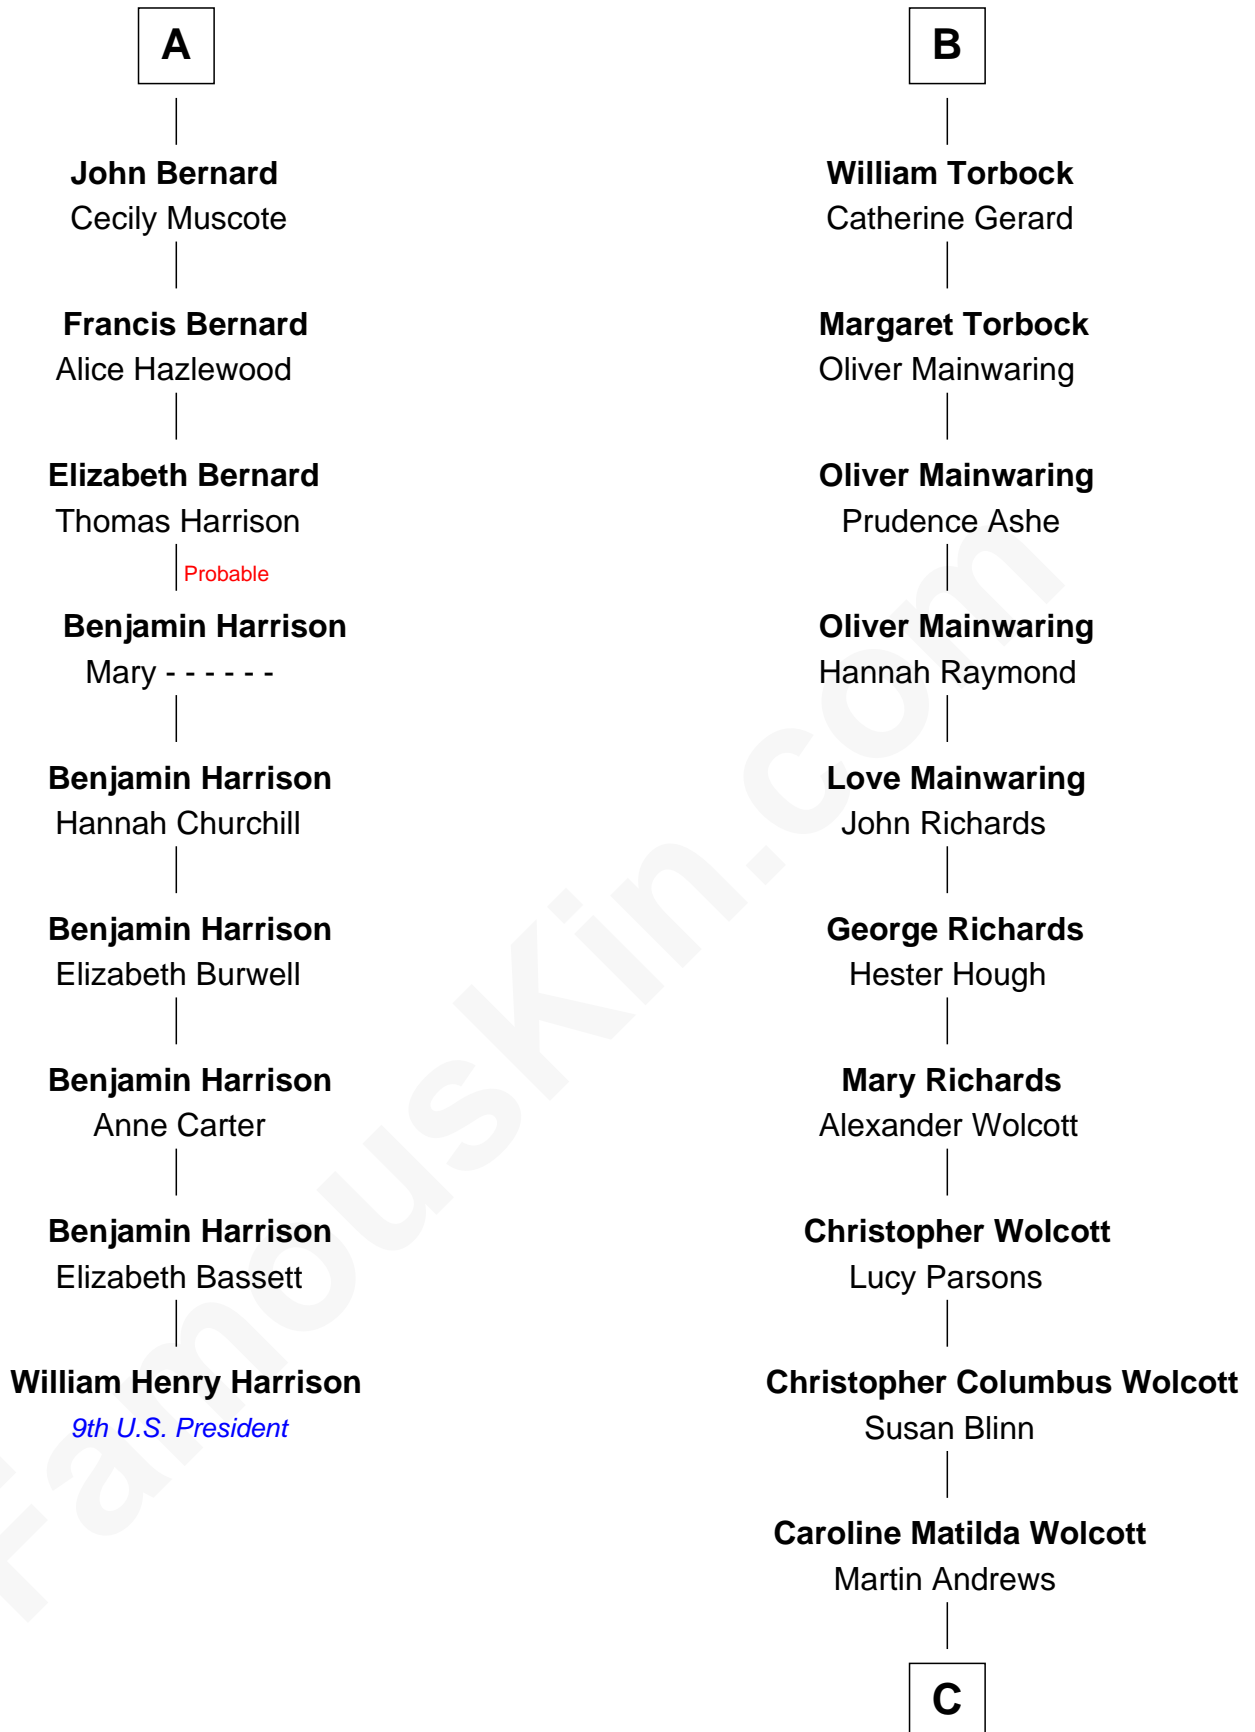 A
John Bernard
Cecily Muscote
Francis Bernard
Alice Hazlewood
Elizabeth Bernard
Thomas Harrison
Probable
Benjamin Harrison
Mary - - - - - -
Benjamin Harrison
Hannah Churchill
Benjamin Harrison
Elizabeth Burwell
Benjamin Harrison
Anne Carter
Benjamin Harrison
Elizabeth Bassett
William Henry Harrison
9th U.S. President
B
William Torbock
Catherine Gerard
Margaret Torbock
Oliver Mainwaring
Oliver Mainwaring
Prudence Ashe
Oliver Mainwaring
Hannah Raymond
Love Mainwaring
John Richards
George Richards
Hester Hough
Mary Richards
Alexander Wolcott
Christopher Wolcott
Lucy Parsons
Christopher Columbus Wolcott
Susan Blinn
Caroline Matilda Wolcott
Martin Andrews
C
FamousKin.com